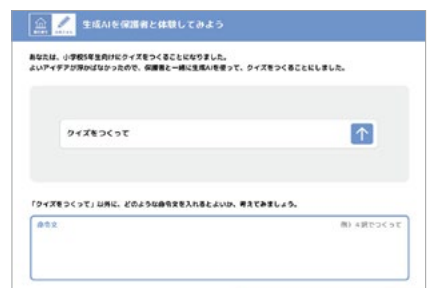 生成AIを保護者と体験してみよう
あなたは、小学校5年生向けにクイズをつくることになりました。
よいアイデアが浮かばなかったので、保護者と一緒に生成AIを使って、クイズをつくることにしました。
クイズをつくって
「クイズをつくって」以外に、どのような命令文を入れるとよいか、考えてみましょう。
命令文
例）4択でつくって